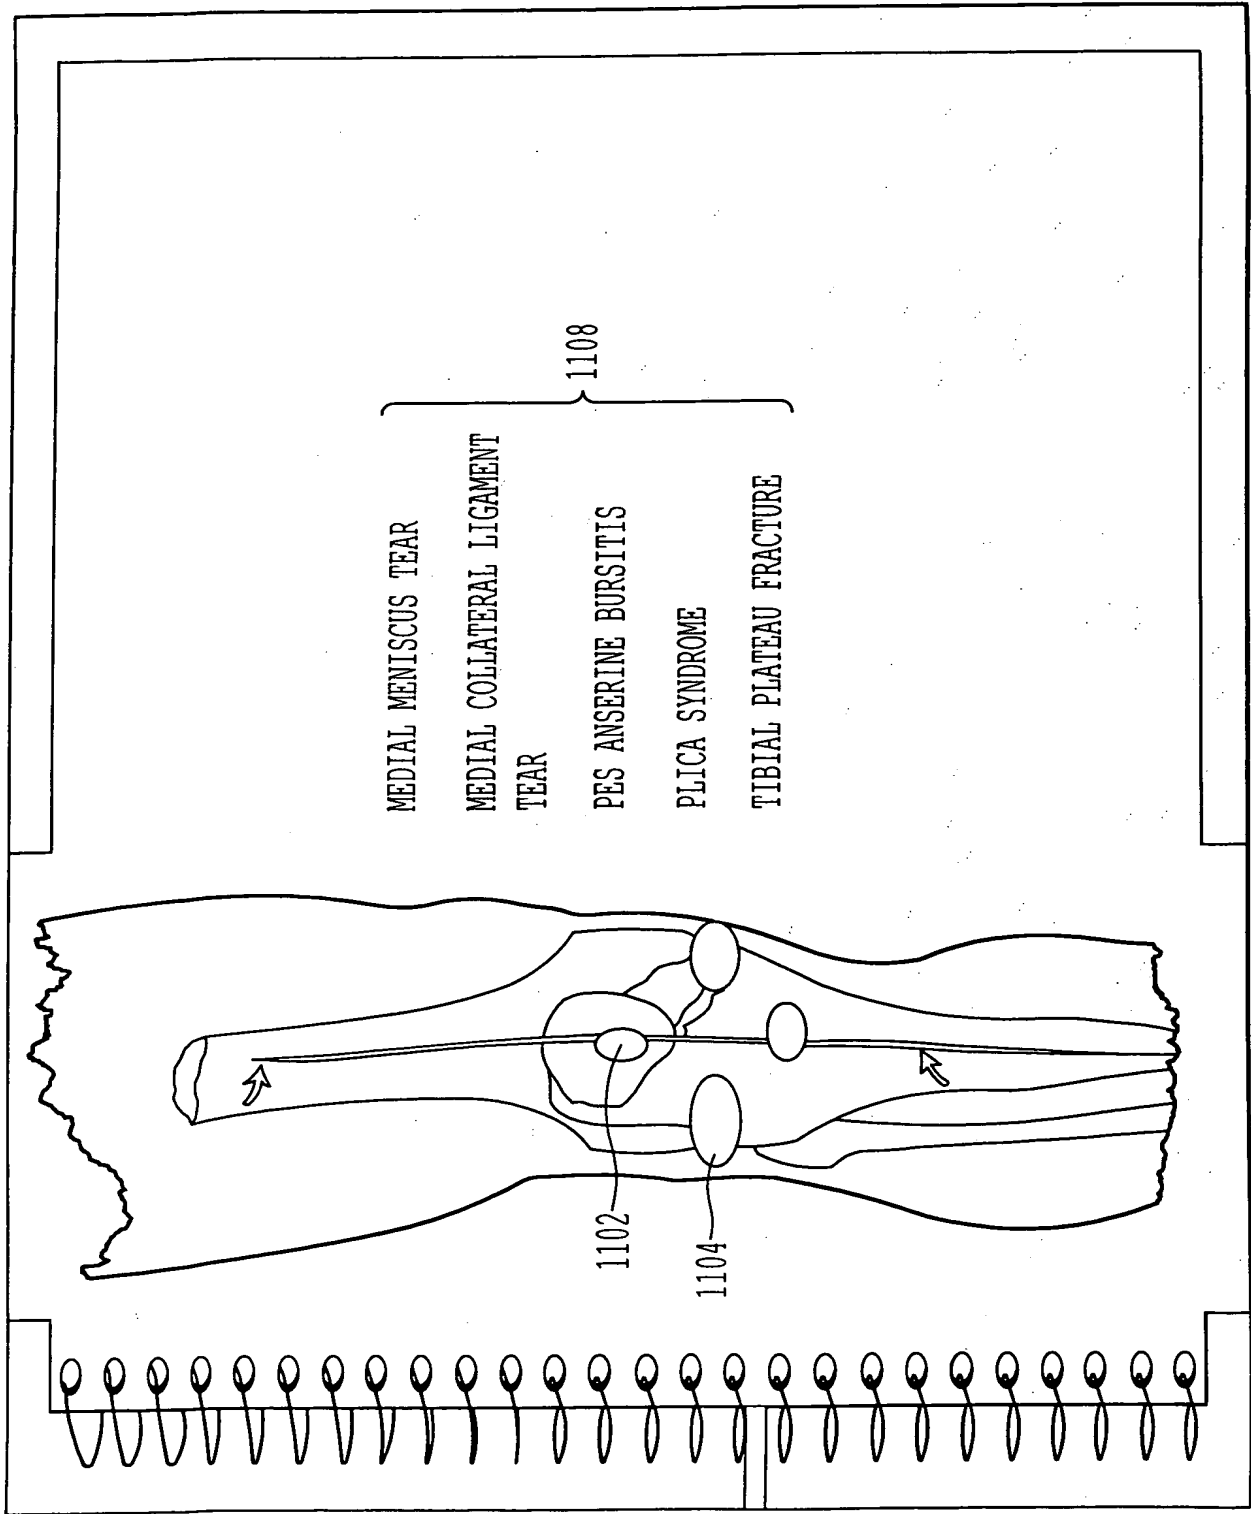 MEDIAL MENISCUS TEAR
MEDIAL COLLATERAL LIGAMENT
TEAR
PES ANSERINE BURSITIS
PLICA SYNDROME
TIBIAL PLATEAU FRACTURE
1108
1102
1104